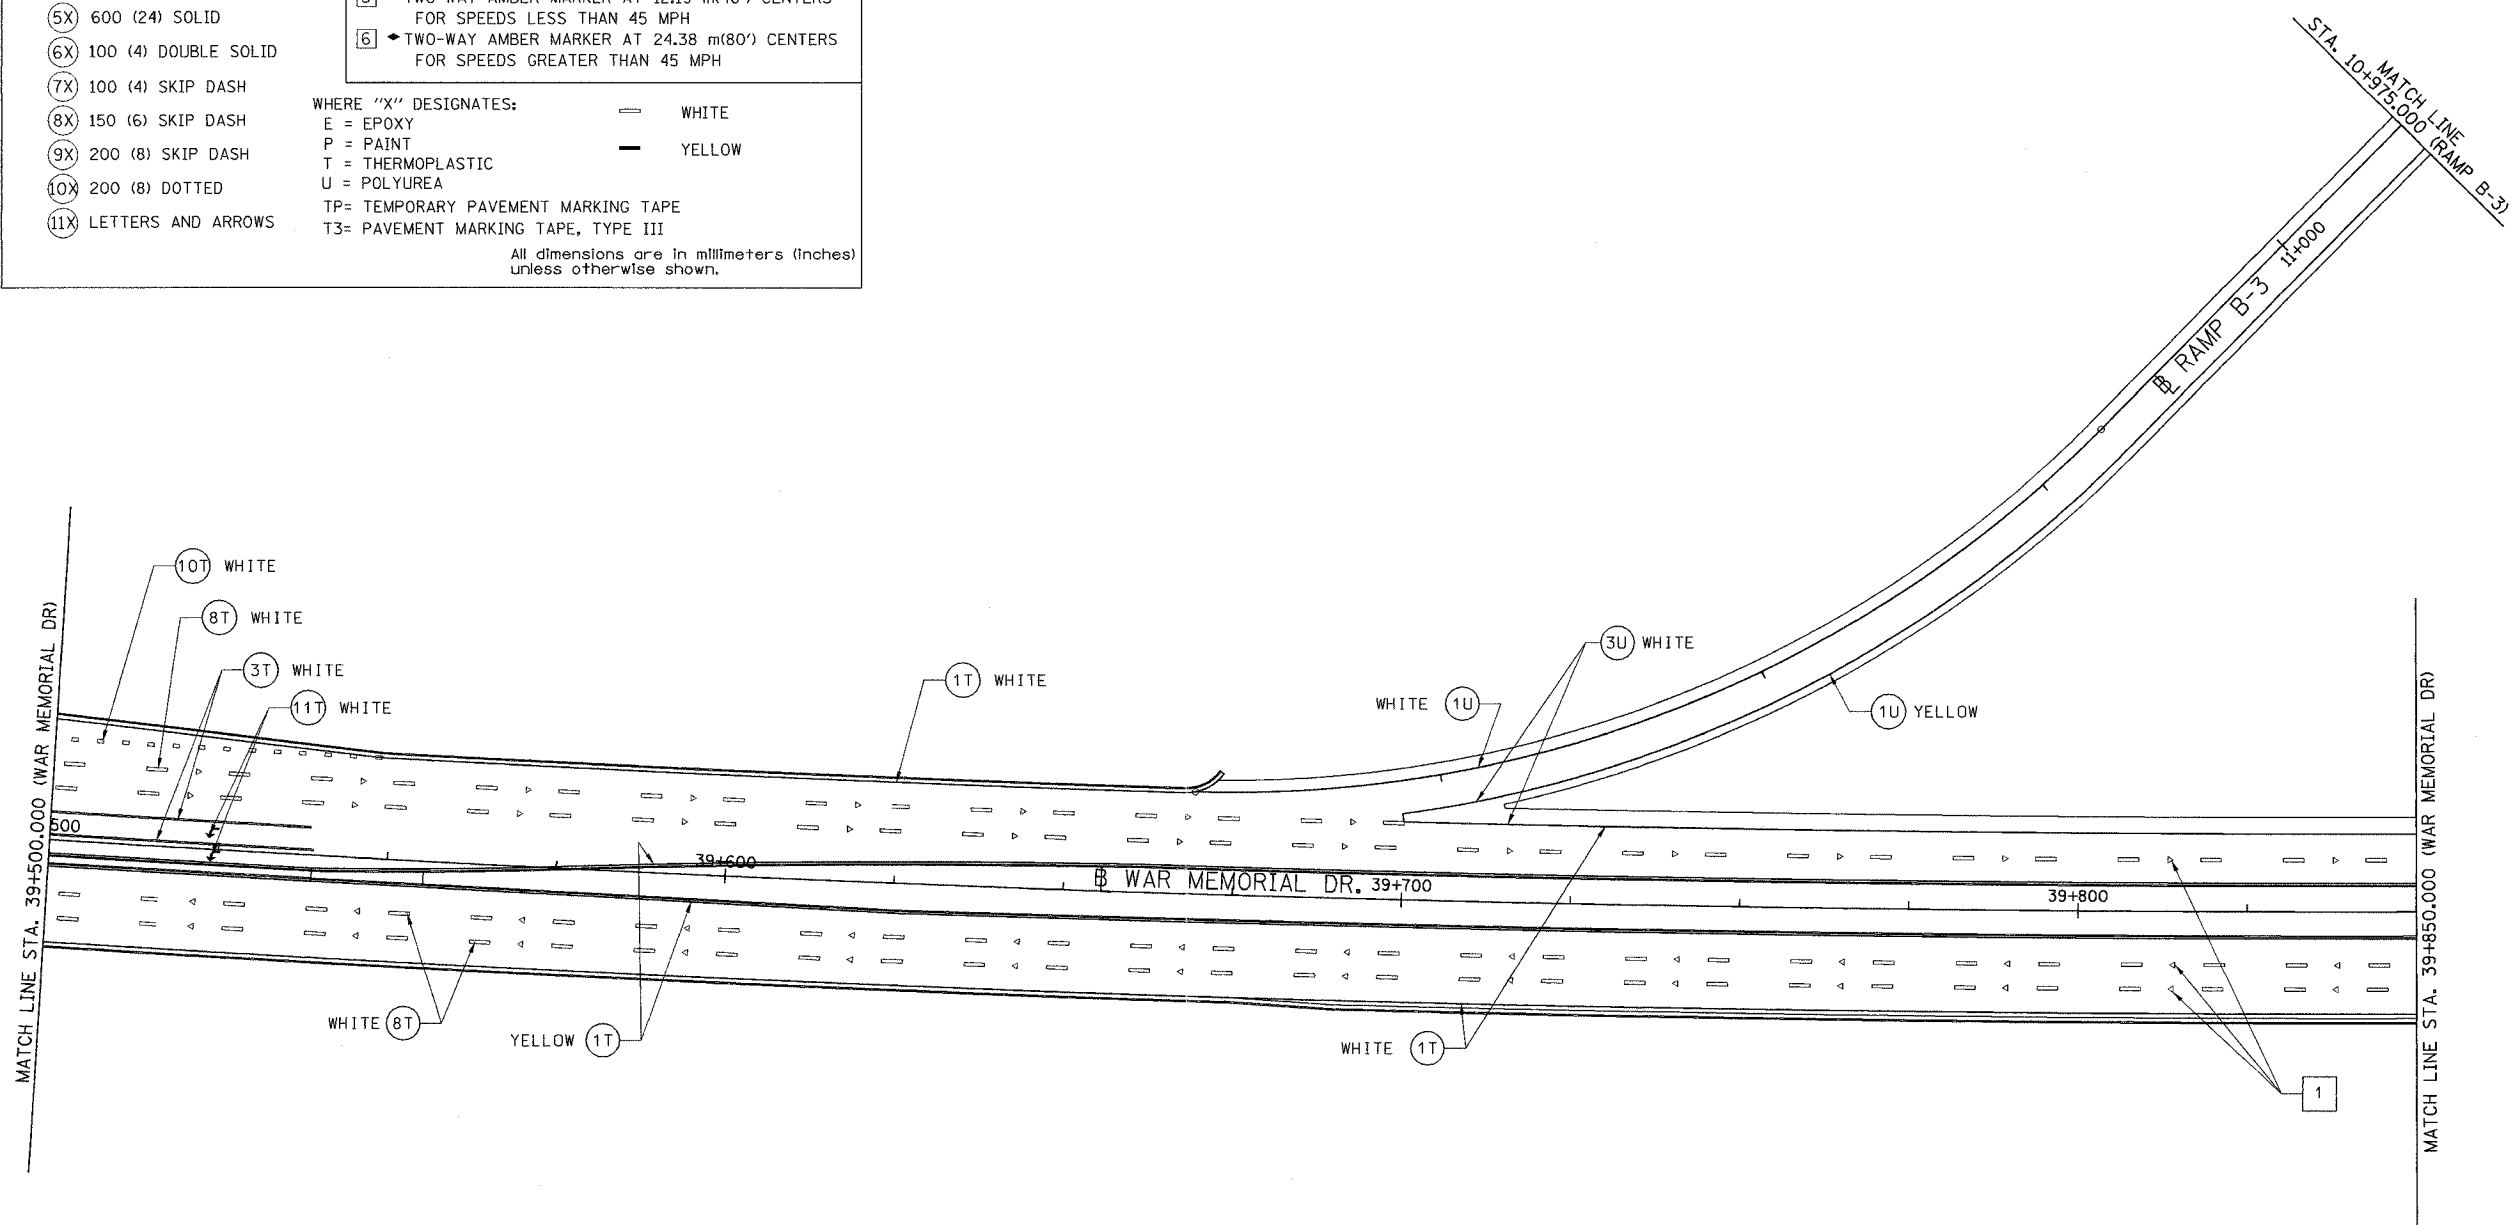 5X 600 (24) SOLID
6X 100 (4) DOUBLE SOLID
7X 100 (4) SKIP DASH
8X 150 (6) SKIP DASH
9X 200 (8) SKIP DASH
10X 200 (8) DOTTED
11X LETTERS AND ARROWS
FOR SPEEDS LESS THAN 45 MPH
6 TWO-WAY AMBER MARKER AT 24.38 m(80') CENTERS
FOR SPEEDS GREATER THAN 45 MPH
WHERE "X" DESIGNATES:
E = EPOXY
P = PAINT
T = THERMOPLASTIC
U = POLYUREA
TP= TEMPORARY PAVEMENT MARKING TAPE
T3= PAVEMENT MARKING TAPE, TYPE III
WHITE
YELLOW
All dimensions are in millimeters (inches)
unless otherwise shown.
MATCH LINE
STA. 10+975.000 (RAMP B-3)
11+000
BL RAMP B-3
10T WHITE
8T WHITE
3T WHITE
11T WHITE
1T WHITE
3U WHITE
WHITE 1U
1U YELLOW
MATCH LINE STA. 39+500.000 (WAR MEMORIAL DR)
500
39+600
BL WAR MEMORIAL DR.
39+700
39+800
WHITE 8T
YELLOW 1T
WHITE 1T
1
MATCH LINE STA. 39+850.000 (WAR MEMORIAL DR)